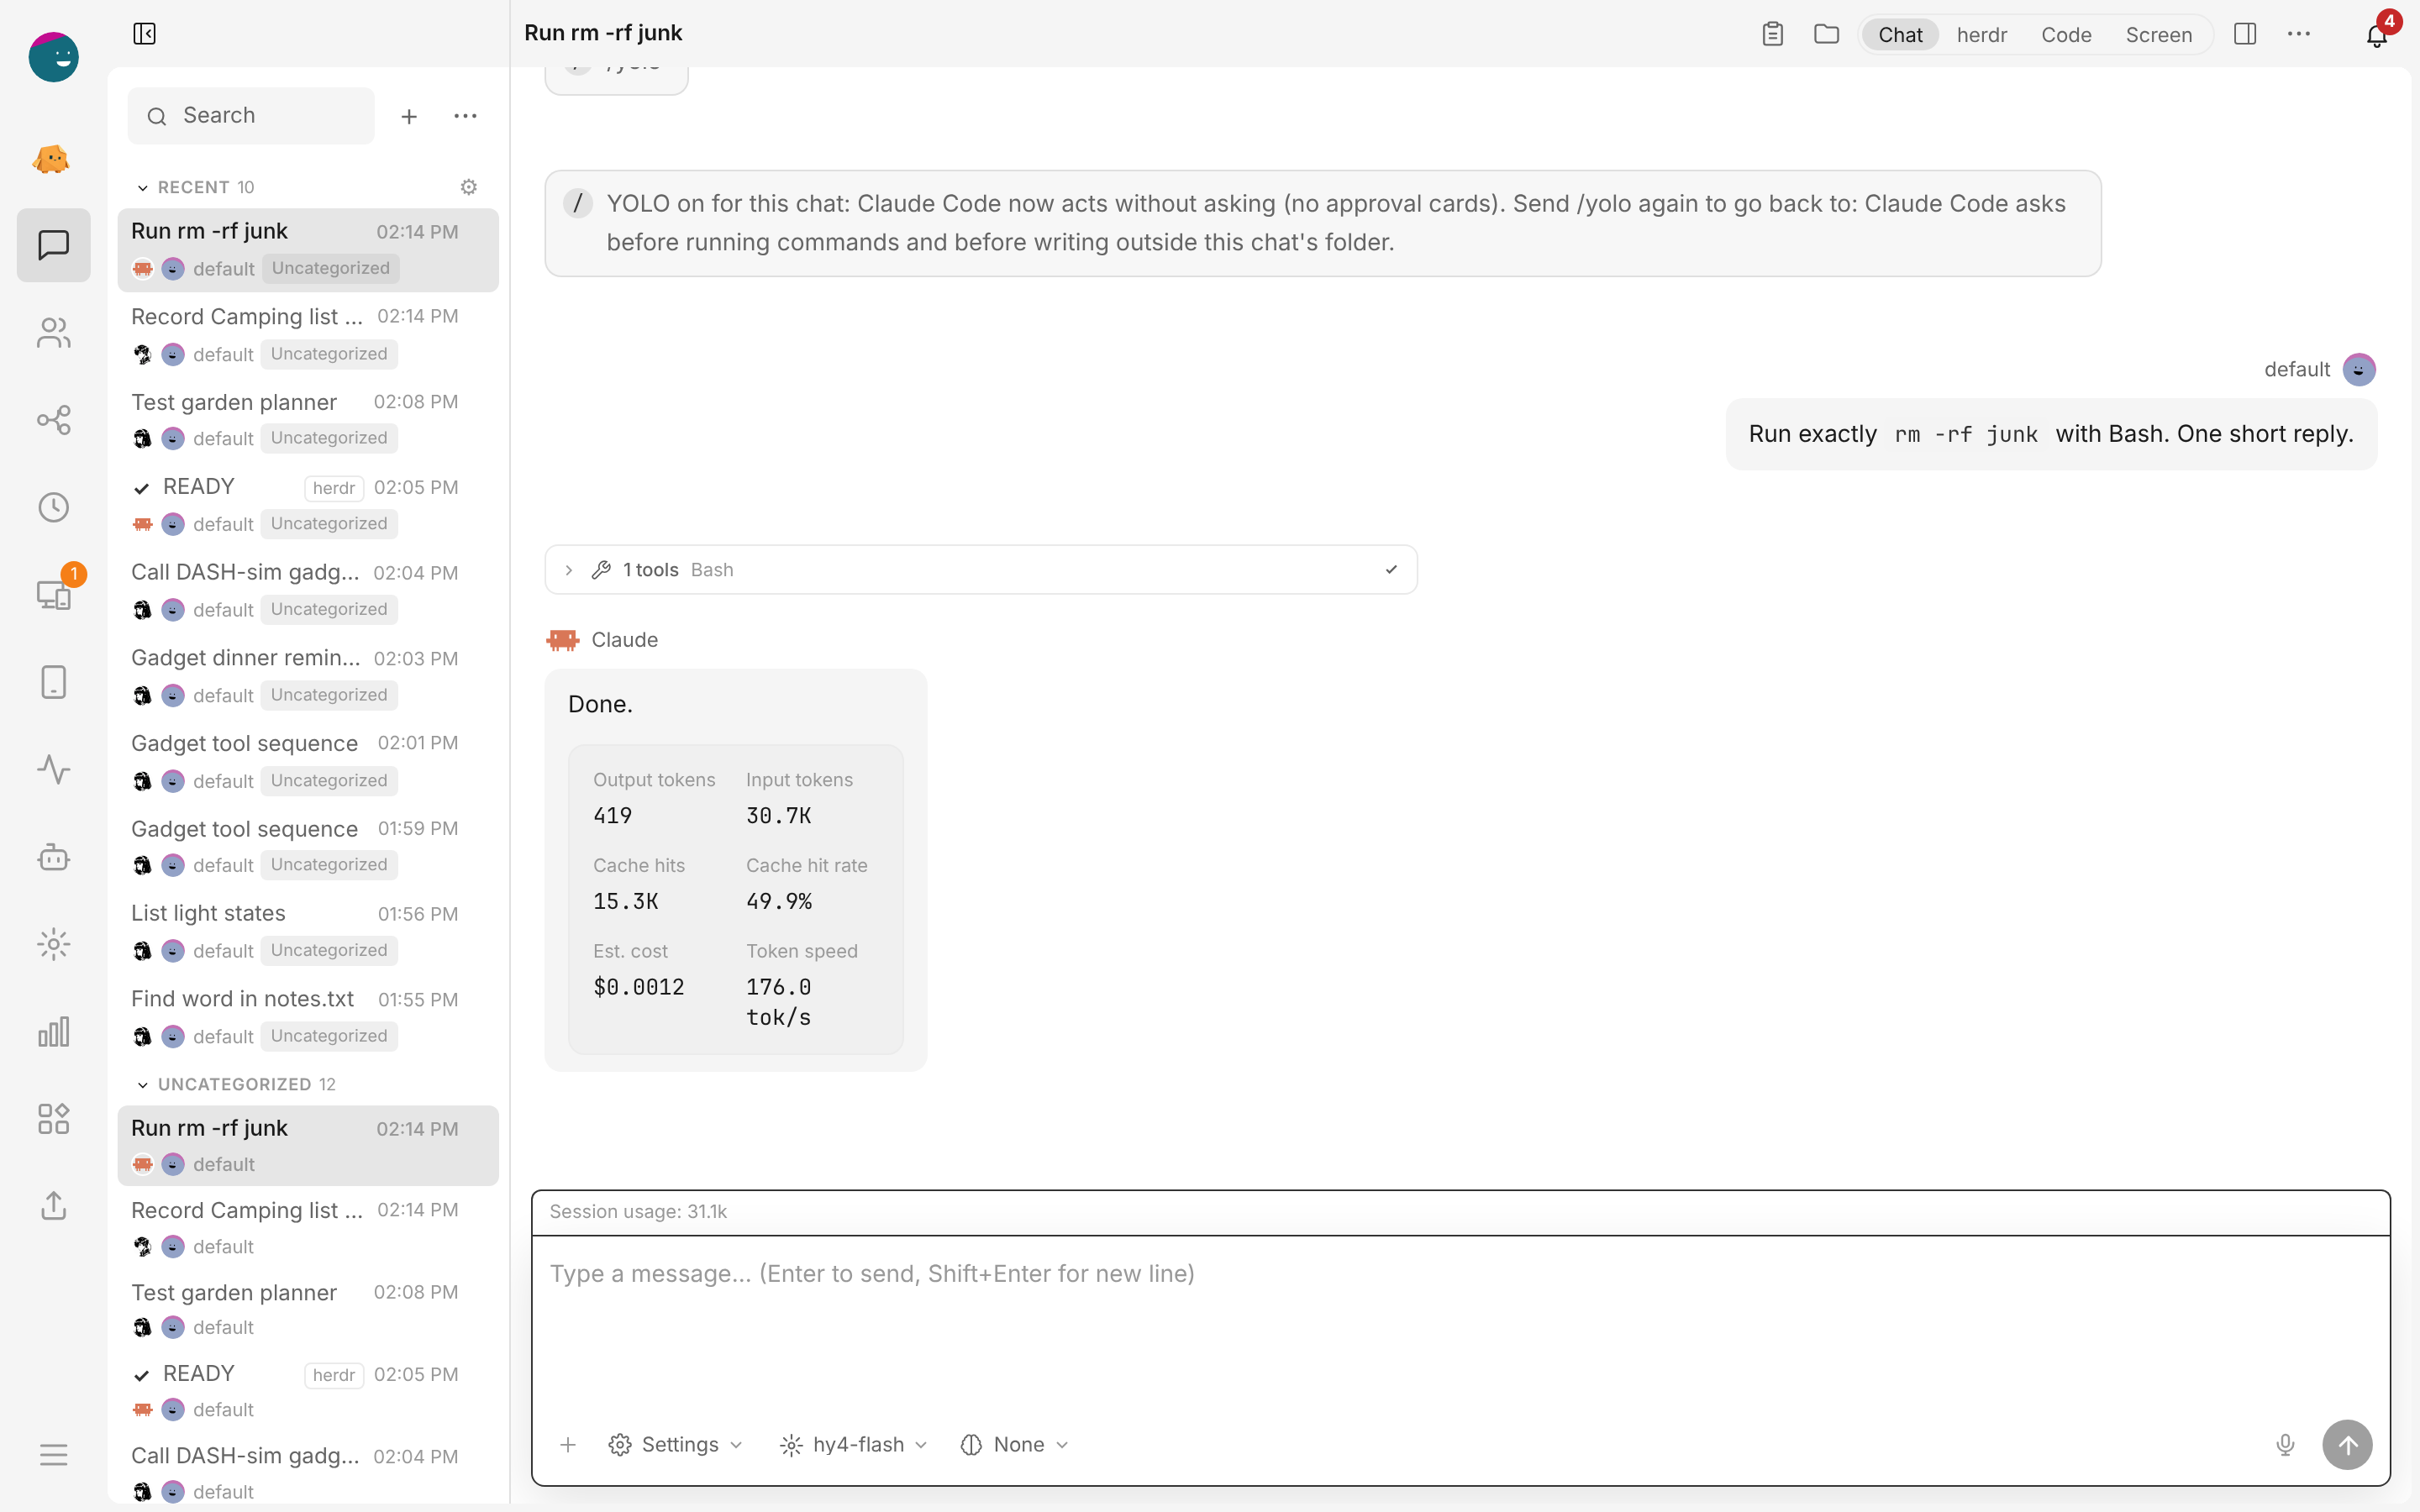 Run rm -rf junk
Chat
herdr
Code
Screen
4
Search
RECENT 10
Run rm -rf junk 02:14 PM
default Uncategorized
Record Camping list ... 02:14 PM
default Uncategorized
Test garden planner 02:08 PM
default Uncategorized
READY herdr 02:05 PM
default Uncategorized
1
Call DASH-sim gadg... 02:04 PM
default Uncategorized
Gadget dinner remin... 02:03 PM
default Uncategorized
Gadget tool sequence 02:01 PM
default Uncategorized
Gadget tool sequence 01:59 PM
default Uncategorized
List light states 01:56 PM
default Uncategorized
Find word in notes.txt 01:55 PM
default Uncategorized
UNCATEGORIZED 12
Run rm -rf junk 02:14 PM
default
Record Camping list ... 02:14 PM
default
Test garden planner 02:08 PM
default
READY herdr 02:05 PM
default
Call DASH-sim gadg... 02:04 PM
default
/ /yolo
/ YOLO on for this chat: Claude Code now acts without asking (no approval cards). Send /yolo again to go back to: Claude Code asks
before running commands and before writing outside this chat's folder.
default
Run exactly rm -rf junk with Bash. One short reply.
1 tools Bash
Claude
Done.
Output tokens Input tokens
419 30.7K
Cache hits Cache hit rate
15.3K 49.9%
Est. cost Token speed
$0.0012 176.0
tok/s
Session usage: 31.1k
Type a message... (Enter to send, Shift+Enter for new line)
Settings
hy4-flash
None